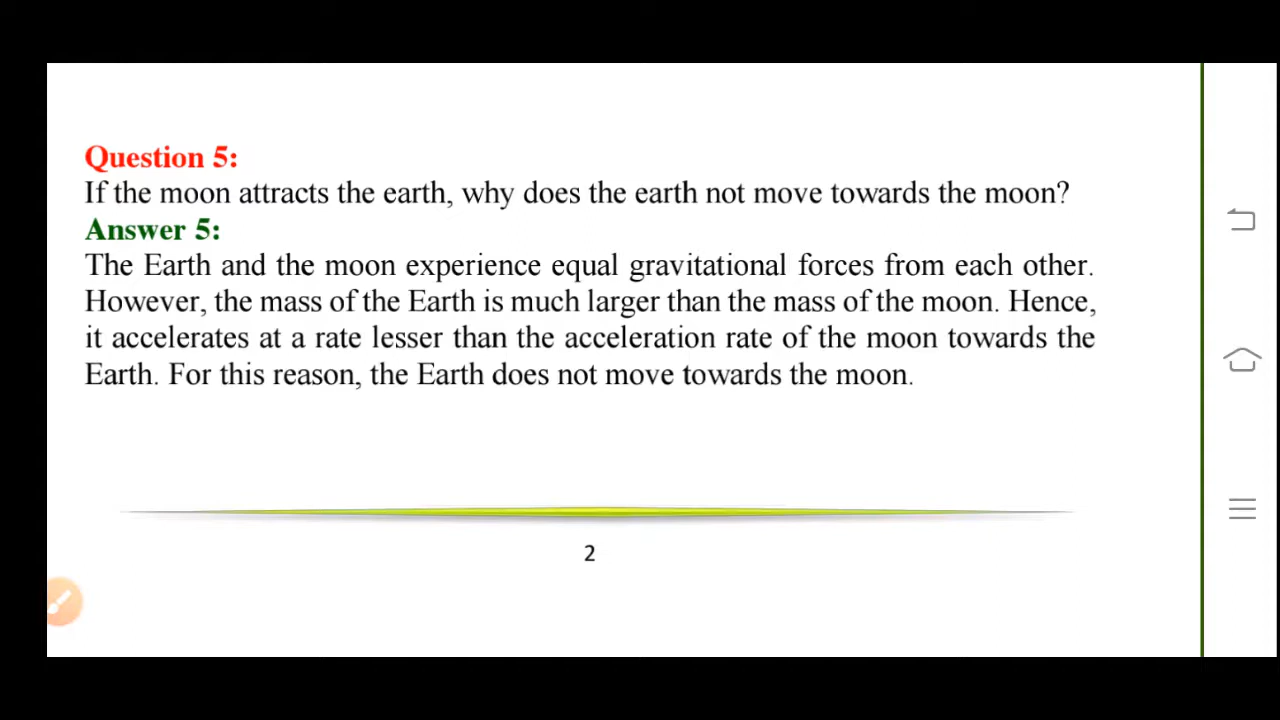 Question 5:
If the moon attracts the earth, why does the earth not move towards the moon?
Answer 5:
The Earth and the moon experience equal gravitational forces from each other.
However, the mass of the Earth is much larger than the mass of the moon. Hence,
it accelerates at a rate lesser than the acceleration rate of the moon towards the
Earth. For this reason, the Earth does not move towards the moon.
2